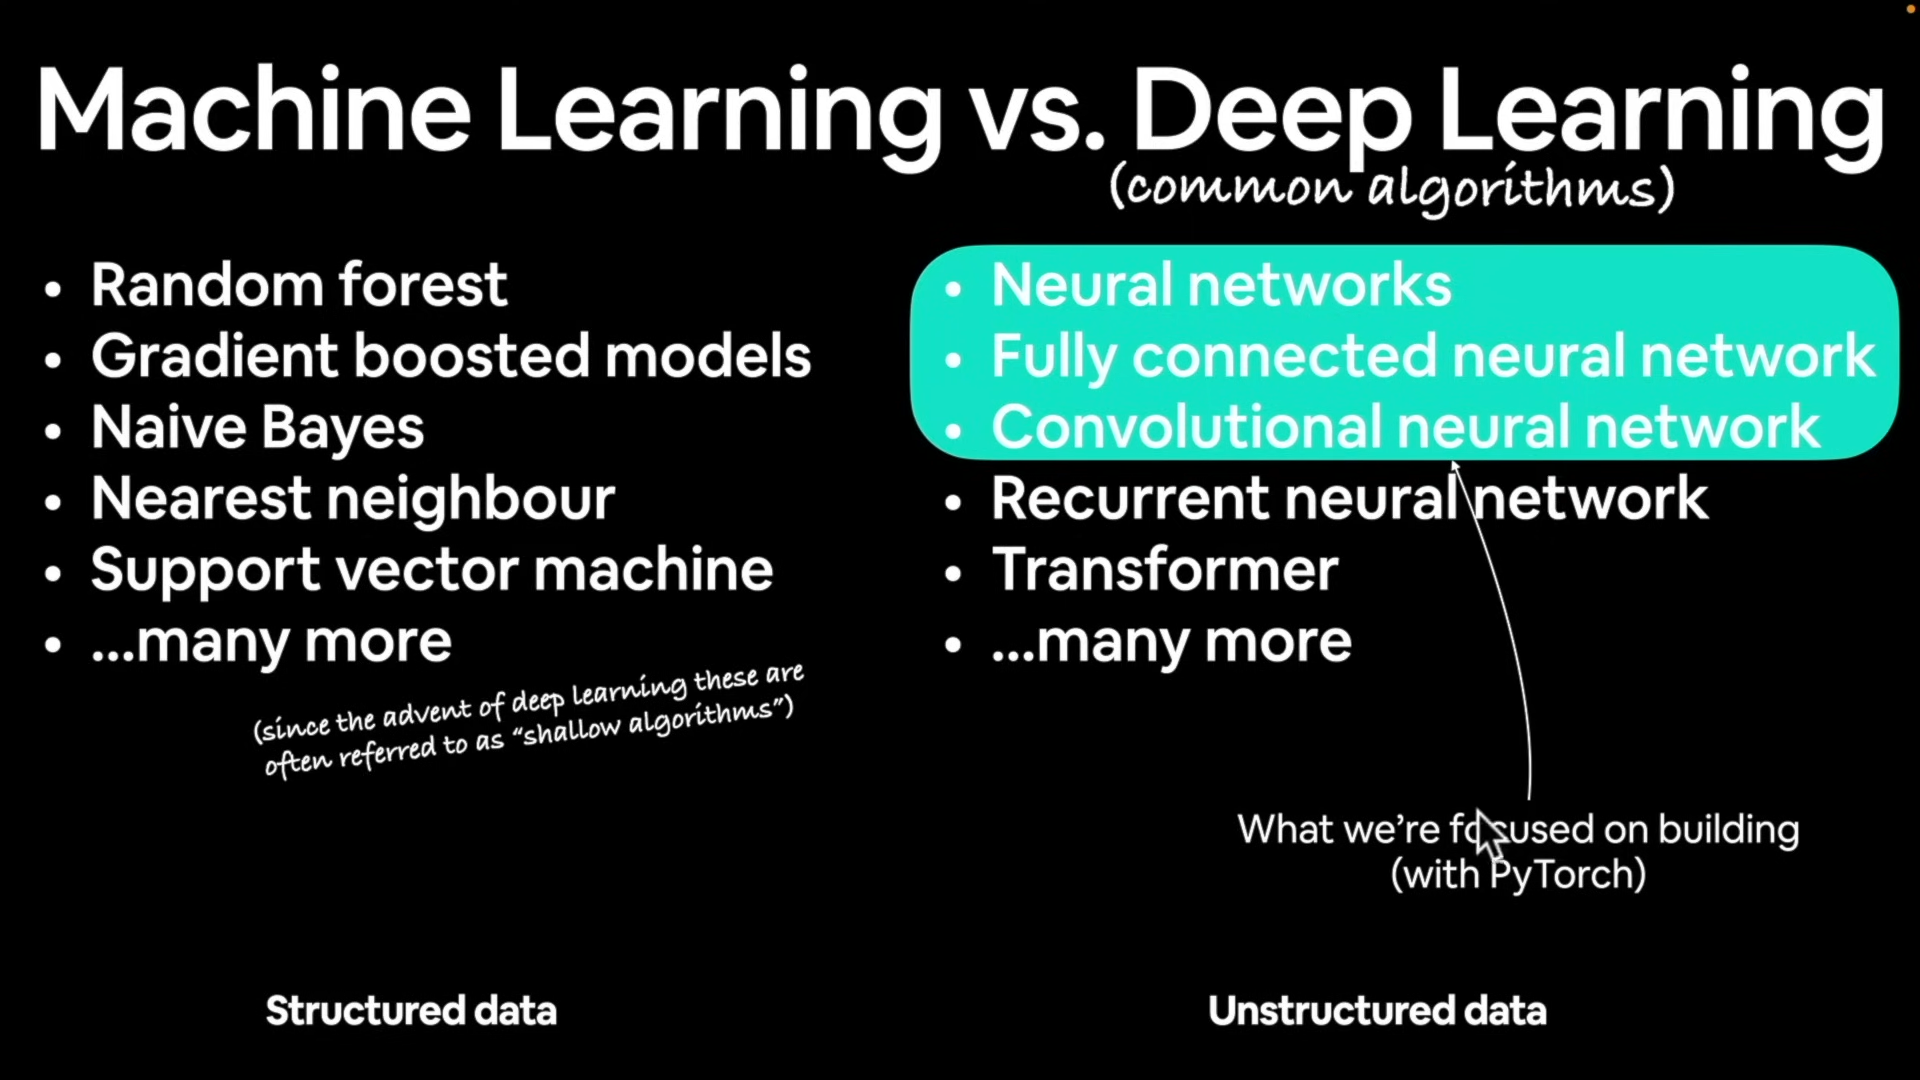 Machine Learning vs. Deep Learning
(common algorithms)
• Random forest
• Gradient boosted models
• Naive Bayes
• Nearest neighbour
• Support vector machine
• ...many more
(since the advent of deep learning these are
often referred to as “shallow algorithms”)
Structured data
• Neural networks
• Fully connected neural network
• Convolutional neural network
• Recurrent neural network
• Transformer
• ...many more
What we’re focused on building
(with PyTorch)
Unstructured data